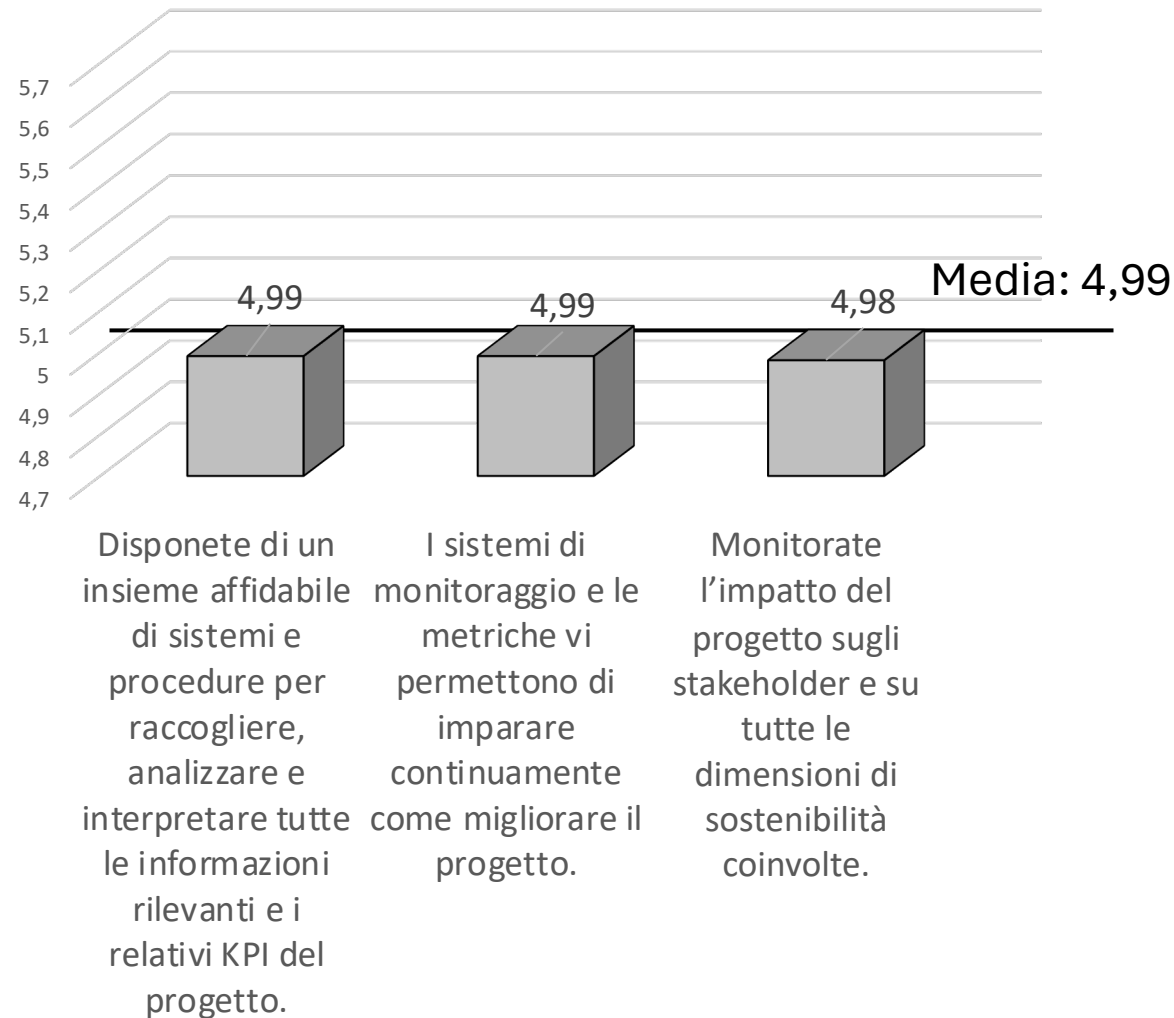 5,7
5,6
5,5
5,4
5,3
5,2
5,1
5
4,9
4,8
4,7
4,99
4,99
4,98
Media: 4,99
Disponete di un
insieme affidabile
di sistemi e
procedure per
raccogliere,
analizzare e
interpretare tutte
le informazioni
rilevanti e i
relativi KPI del
progetto.
I sistemi di
monitoraggio e le
metriche vi
permettono di
imparare
continuamente
come migliorare il
progetto.
Monitorate
l’impatto del
progetto sugli
stakeholder e su
tutte le
dimensioni di
sostenibilità
coinvolte.